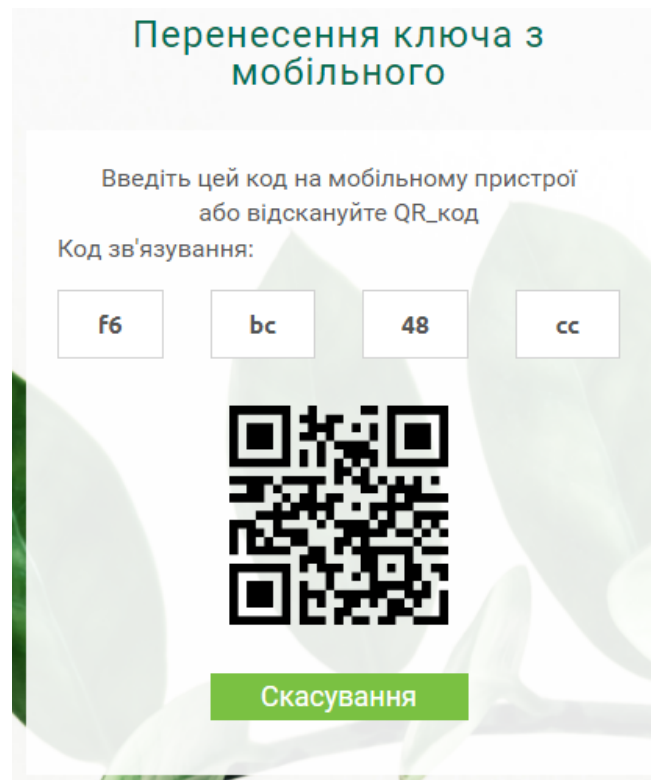 Перенесення ключа з
мобільного
Введіть цей код на мобільному пристрої
або відскануйте QR_код
Код зв'язування:
f6 bc 48 cc
Скасування